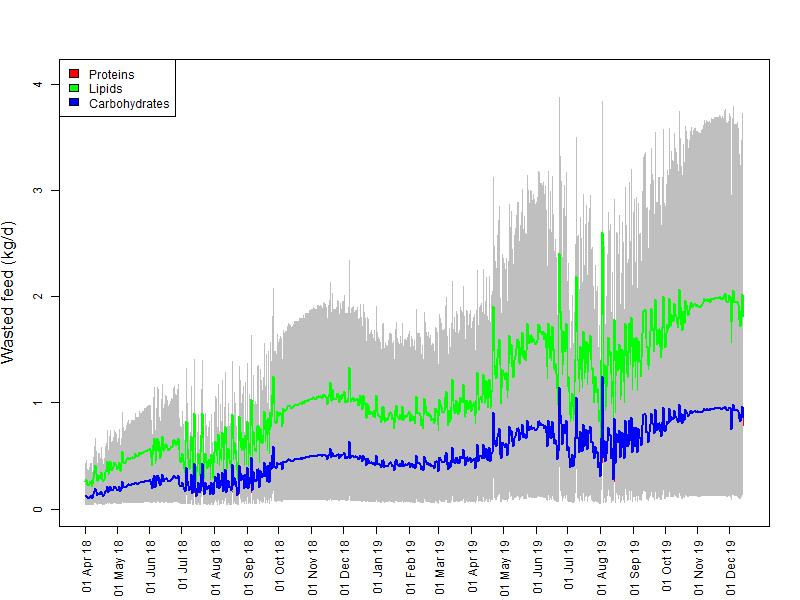 Proteins
Lipids
Carbohydrates
Wasted feed (kg/d)
4
3
2
1
0
01 Apr 18
01 May 18
01 Jun 18
01 Jul 18
01 Aug 18
01 Sep 18
01 Oct 18
01 Nov 18
01 Dec 18
01 Jan 19
01 Feb 19
01 Mar 19
01 Apr 19
01 May 19
01 Jun 19
01 Jul 19
01 Aug 19
01 Sep 19
01 Oct 19
01 Nov 19
01 Dec 19